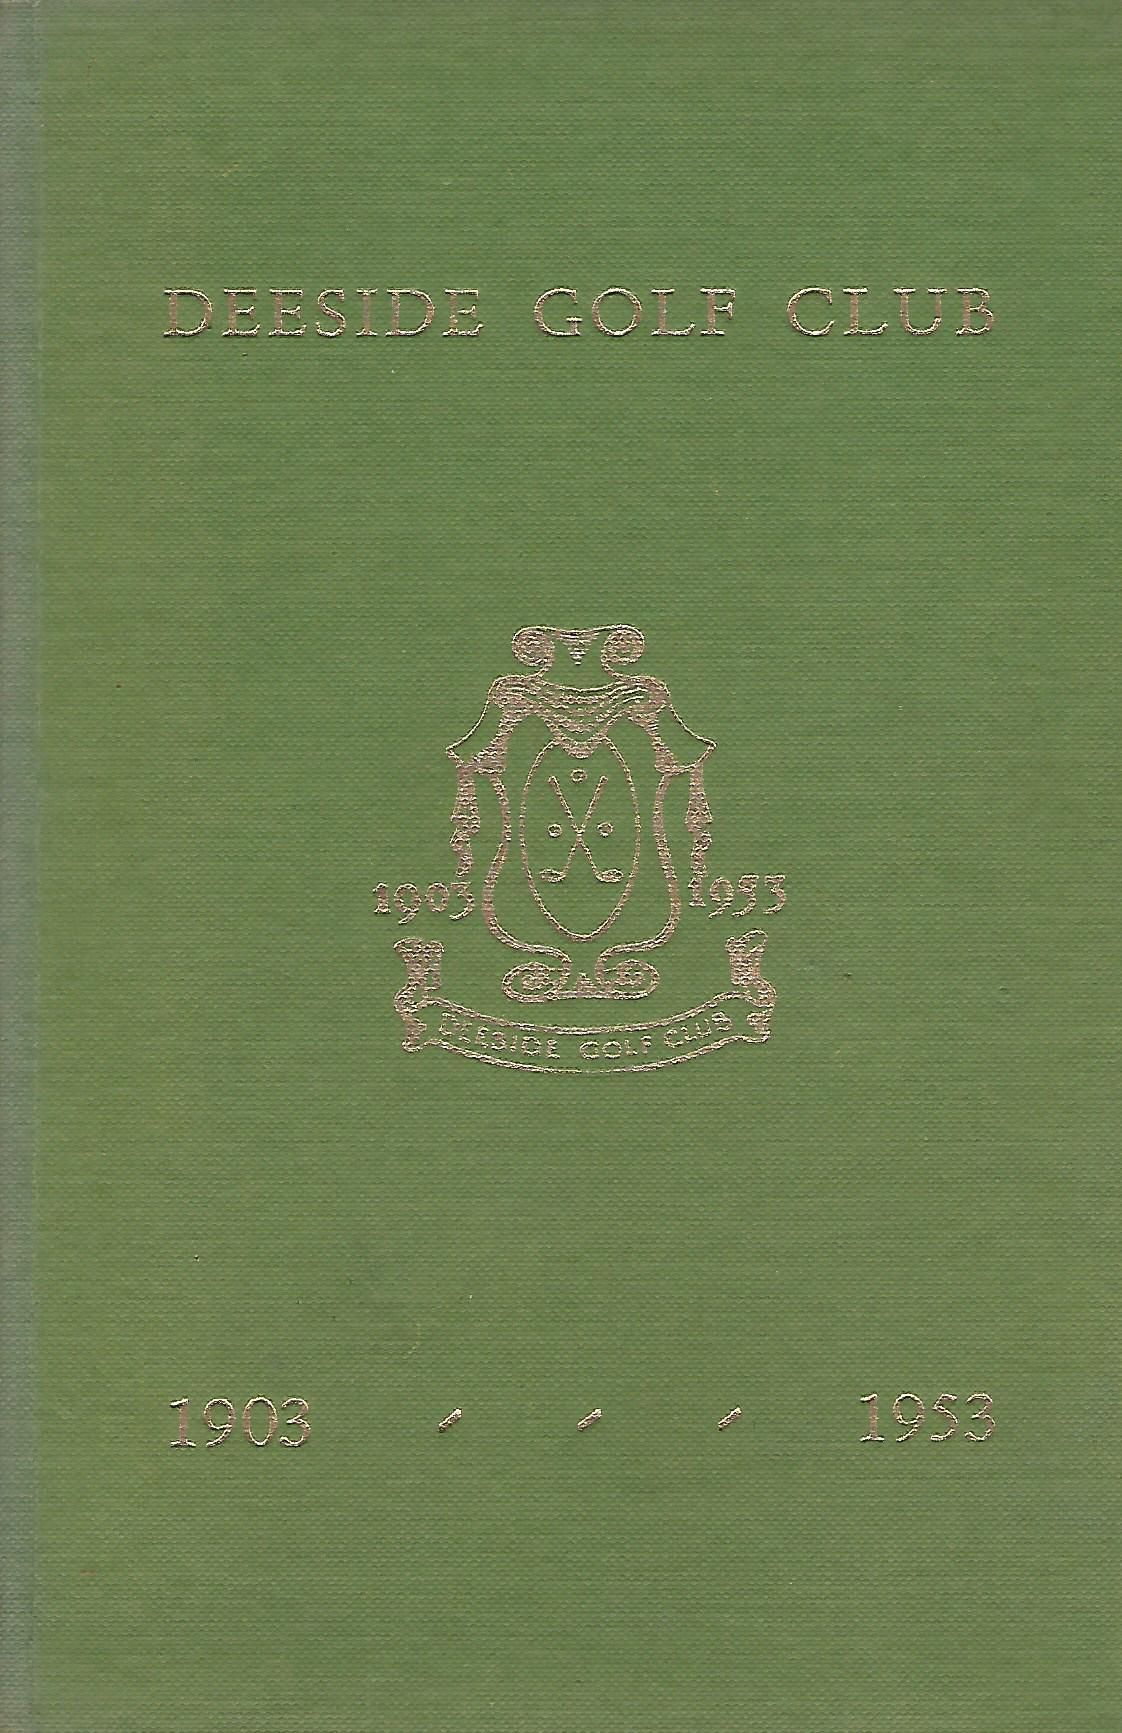 DEESIDE GOLF CLUB
1903 1953
DEESIDE GOLF CLUB
1903 - - - 1953